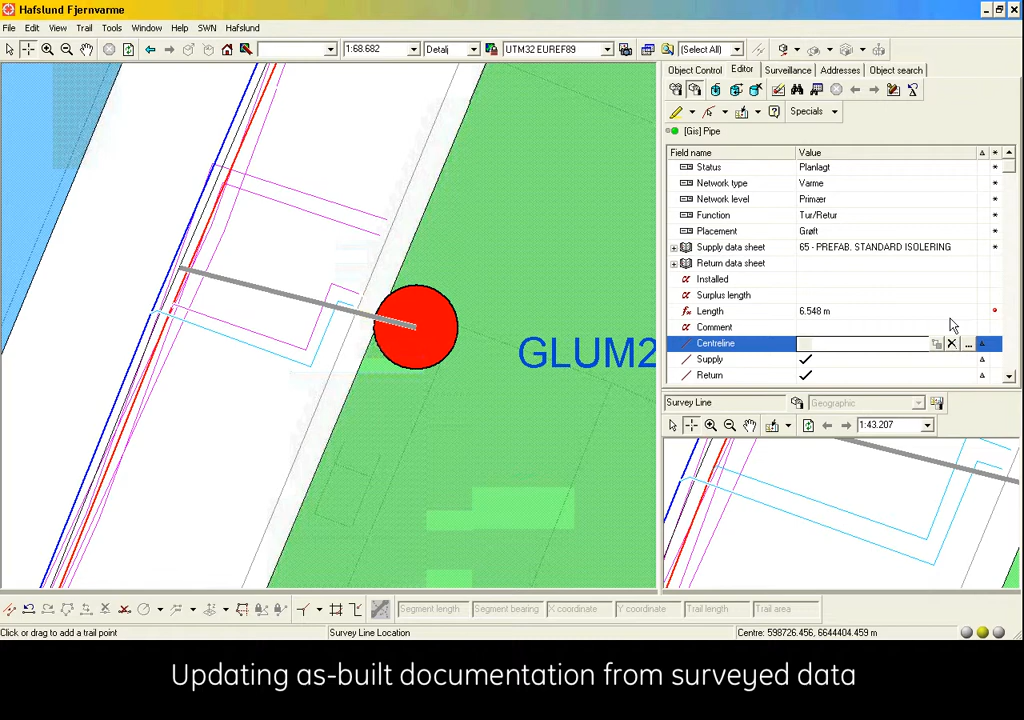 Hafslund Fjernvarme
File Edit View Trail Tools Window Help SWN Hafslund
1:68.682 Detalj UTM32 EUREF89 (Select All)
Object Control Editor Surveillance Addresses Object search
Specials
[Gis] Pipe
Field name Value
Status Planlagt
Network type Varme
Network level Primær
Function Tur/Retur
Placement Grøft
Supply data sheet 65 - PREFAB. STANDARD ISOLERING
Return data sheet
Installed
Surplus length
Length 6.548 m
Comment
Centreline
Supply
Return
GLUM2
Survey Line Geographic
1:43.207
Segment length Segment bearing X coordinate Y coordinate Trail length Trail area
Click or drag to add a trail point Survey Line Location Centre: 598726.456, 6644404.459 m
Updating as-built documentation from surveyed data